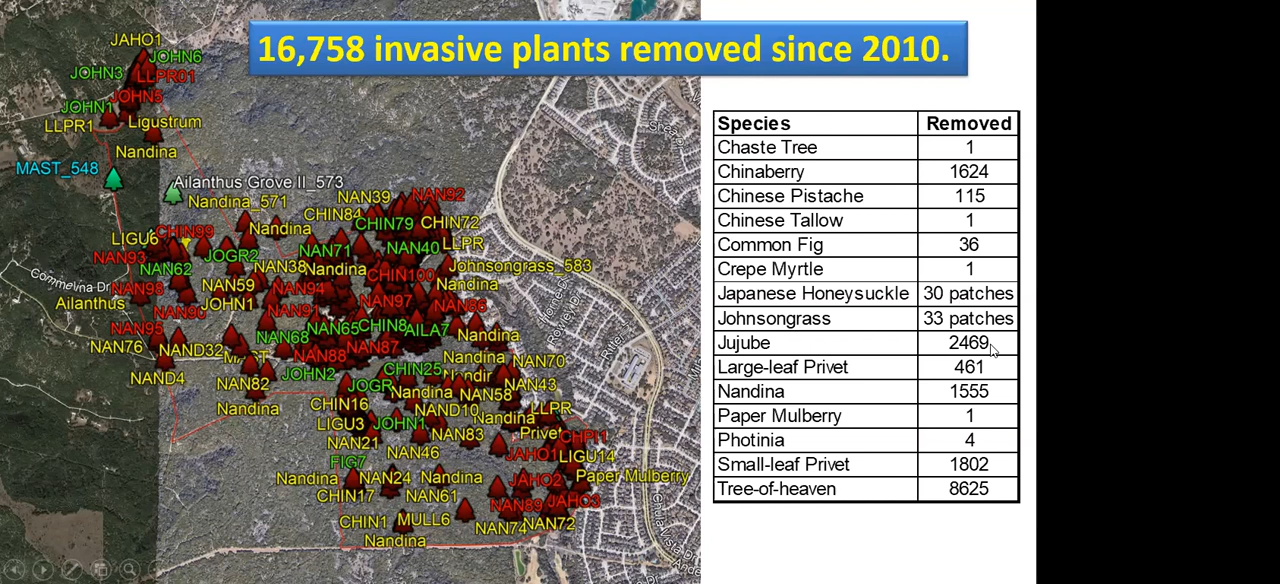 16,758 invasive plants removed since 2010.
JAHO1
JOHN6
JOHN3
LLPR01
JOHN5
JOHN1
LLPR1
Ligustrum
Nandina
MAST_548
Ailanthus Grove II_573
Nandina_571
NAN39
NAN92
CHIN84
CHIN79
CHIN72
Nandina
LIGU6
CHIN99
NAN71
NAN40
LLPR
NAN93
JOGR2
NAN62
NAN38
Nandina
CHIN100
Johnsongrass_583
Commelina-Dr
NAN59
NAN98
NAN94
Nandina
Ailanthus
JOHN1
NAN97
NAN86
NAN90
NAN91
NAN95
NAN68
NAN65
CHIN8
AILA7
Nandina
NAN76
NAND32
MAST
NAN88
NAN87
Nandina
NAN70
NAND4
NAN82
JOHN2
CHIN25
JOGR
Nandina
NAN58
NAN43
Nandina
CHIN16
NAND10
Nandina
LLPR
LIGU3
JOHN1
NAN83
Privet
CHPI1
NAN21
NAN46
JAHO1
LIGU14
FIG7
Nandina
NAN24
Nandina
JAHO2
Paper Mulberry
CHIN17
NAN61
NAN89
JAHO3
CHIN1
MULL6
NAN74
NAN72
Nandina
Ritter
Species Removed
Chaste Tree 1
Chinaberry 1624
Chinese Pistache 115
Chinese Tallow 1
Common Fig 36
Crepe Myrtle 1
Japanese Honeysuckle 30 patches
Johnsongrass 33 patches
Jujube 2469
Large-leaf Privet 461
Nandina 1555
Paper Mulberry 1
Photinia 4
Small-leaf Privet 1802
Tree-of-heaven 8625